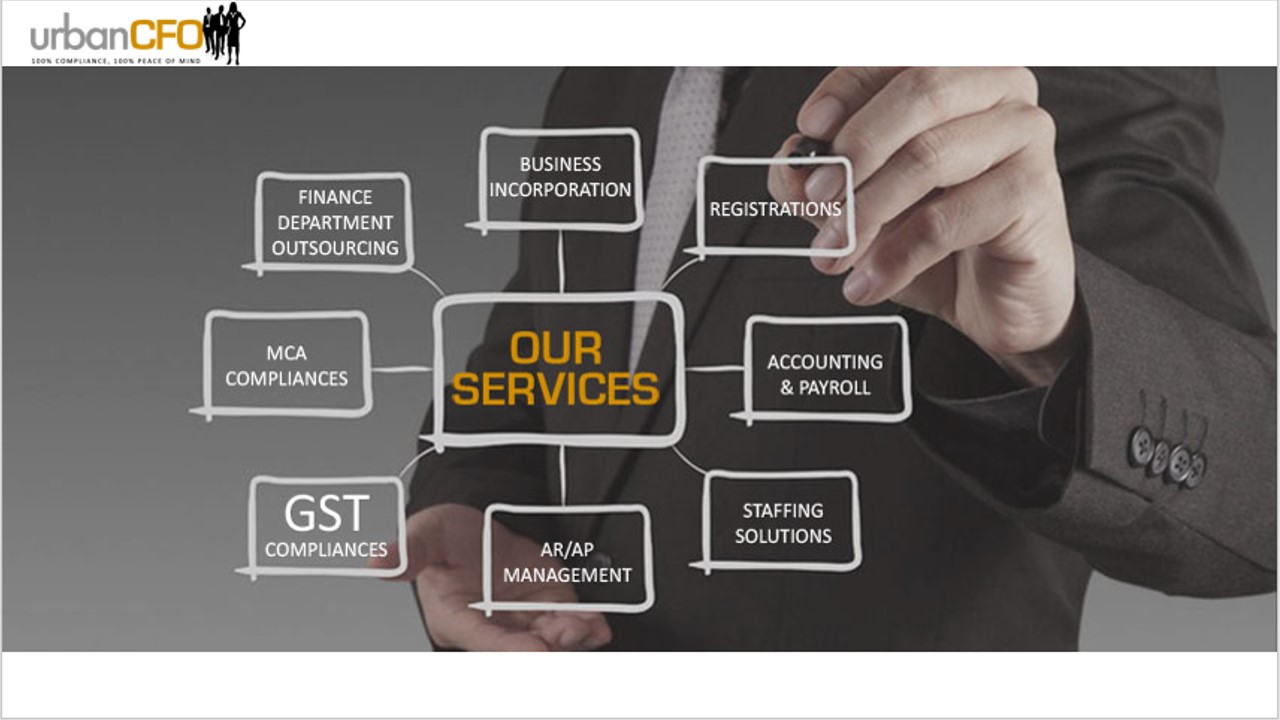 urbanCFO
100% COMPLIANCE, 100% PEACE OF MIND
BUSINESS
INCORPORATION
FINANCE
DEPARTMENT
OUTSOURCING
REGISTRATIONS
MCA
COMPLIANCES
OUR
SERVICES
ACCOUNTING
& PAYROLL
GST
COMPLIANCES
AR/AP
MANAGEMENT
STAFFING
SOLUTIONS